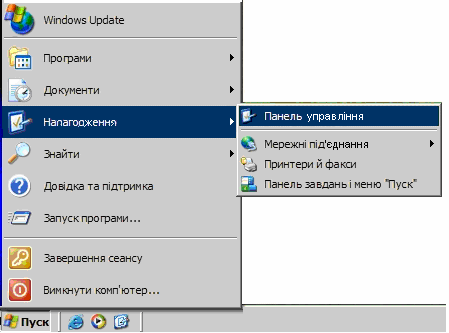 Windows Update
Програми
Документи
Налагодження
Знайти
Довідка та підтримка
Запуск програми...
Завершення сеансу
Вимкнути комп'ютер...
Панель управління
Мережні під'єднання
Принтери й факси
Панель завдань і меню "Пуск"
Пуск